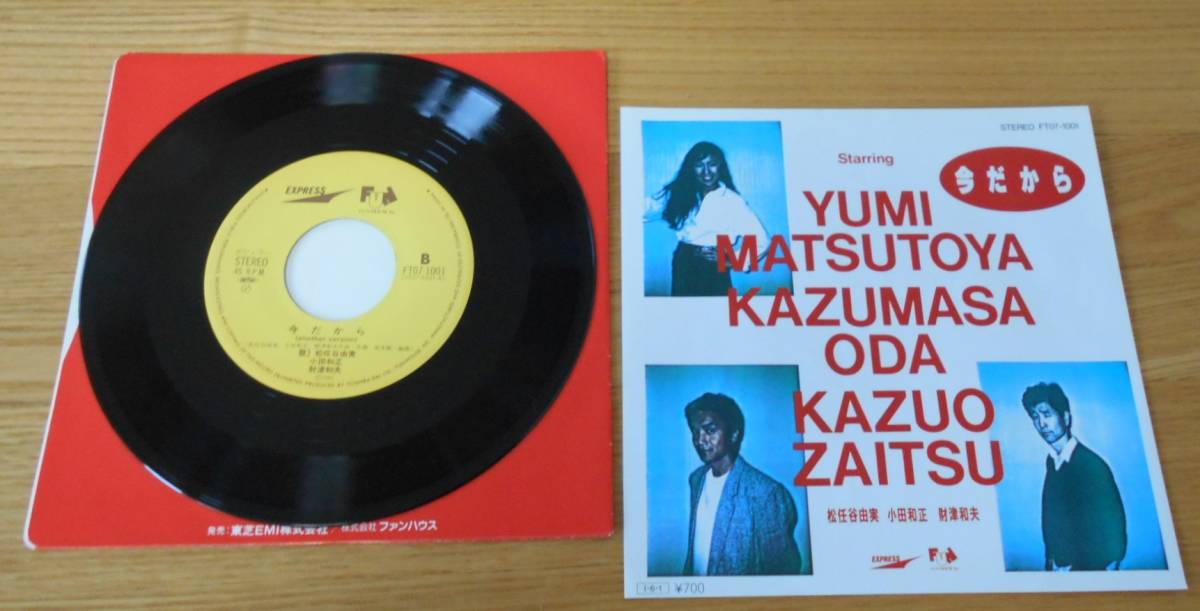 EXPRESS
FUN
STEREO
45 R.P.M
B
FT07-1001
今だから
(another version)
歌) 松任谷由実
小田和正
財津和夫
発売:東芝EMI株式会社/株式会社ファンハウス
STEREO FT07-1001
Starring
今だから
YUMI
MATSUTOYA
KAZUMASA
ODA
KAZUO
ZAITSU
松任谷由実 小田和正 財津和夫
EXPRESS
FUN
¥700